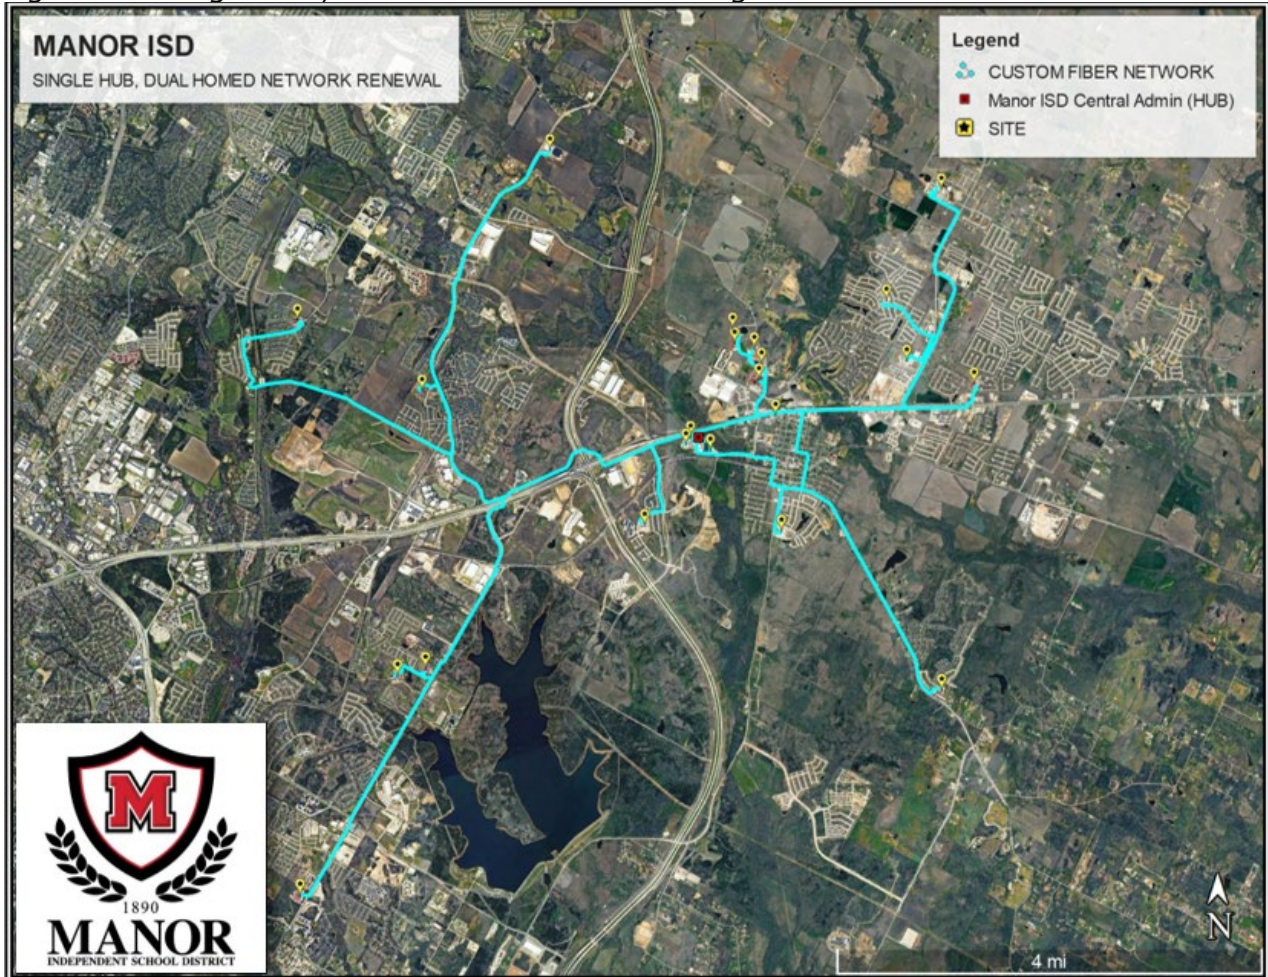 MANOR ISD
SINGLE HUB, DUAL HOMED NETWORK RENEWAL
Legend
CUSTOM FIBER NETWORK
Manor ISD Central Admin (HUB)
SITE
M
1890
MANOR
INDEPENDENT SCHOOL DISTRICT
N
4 mi